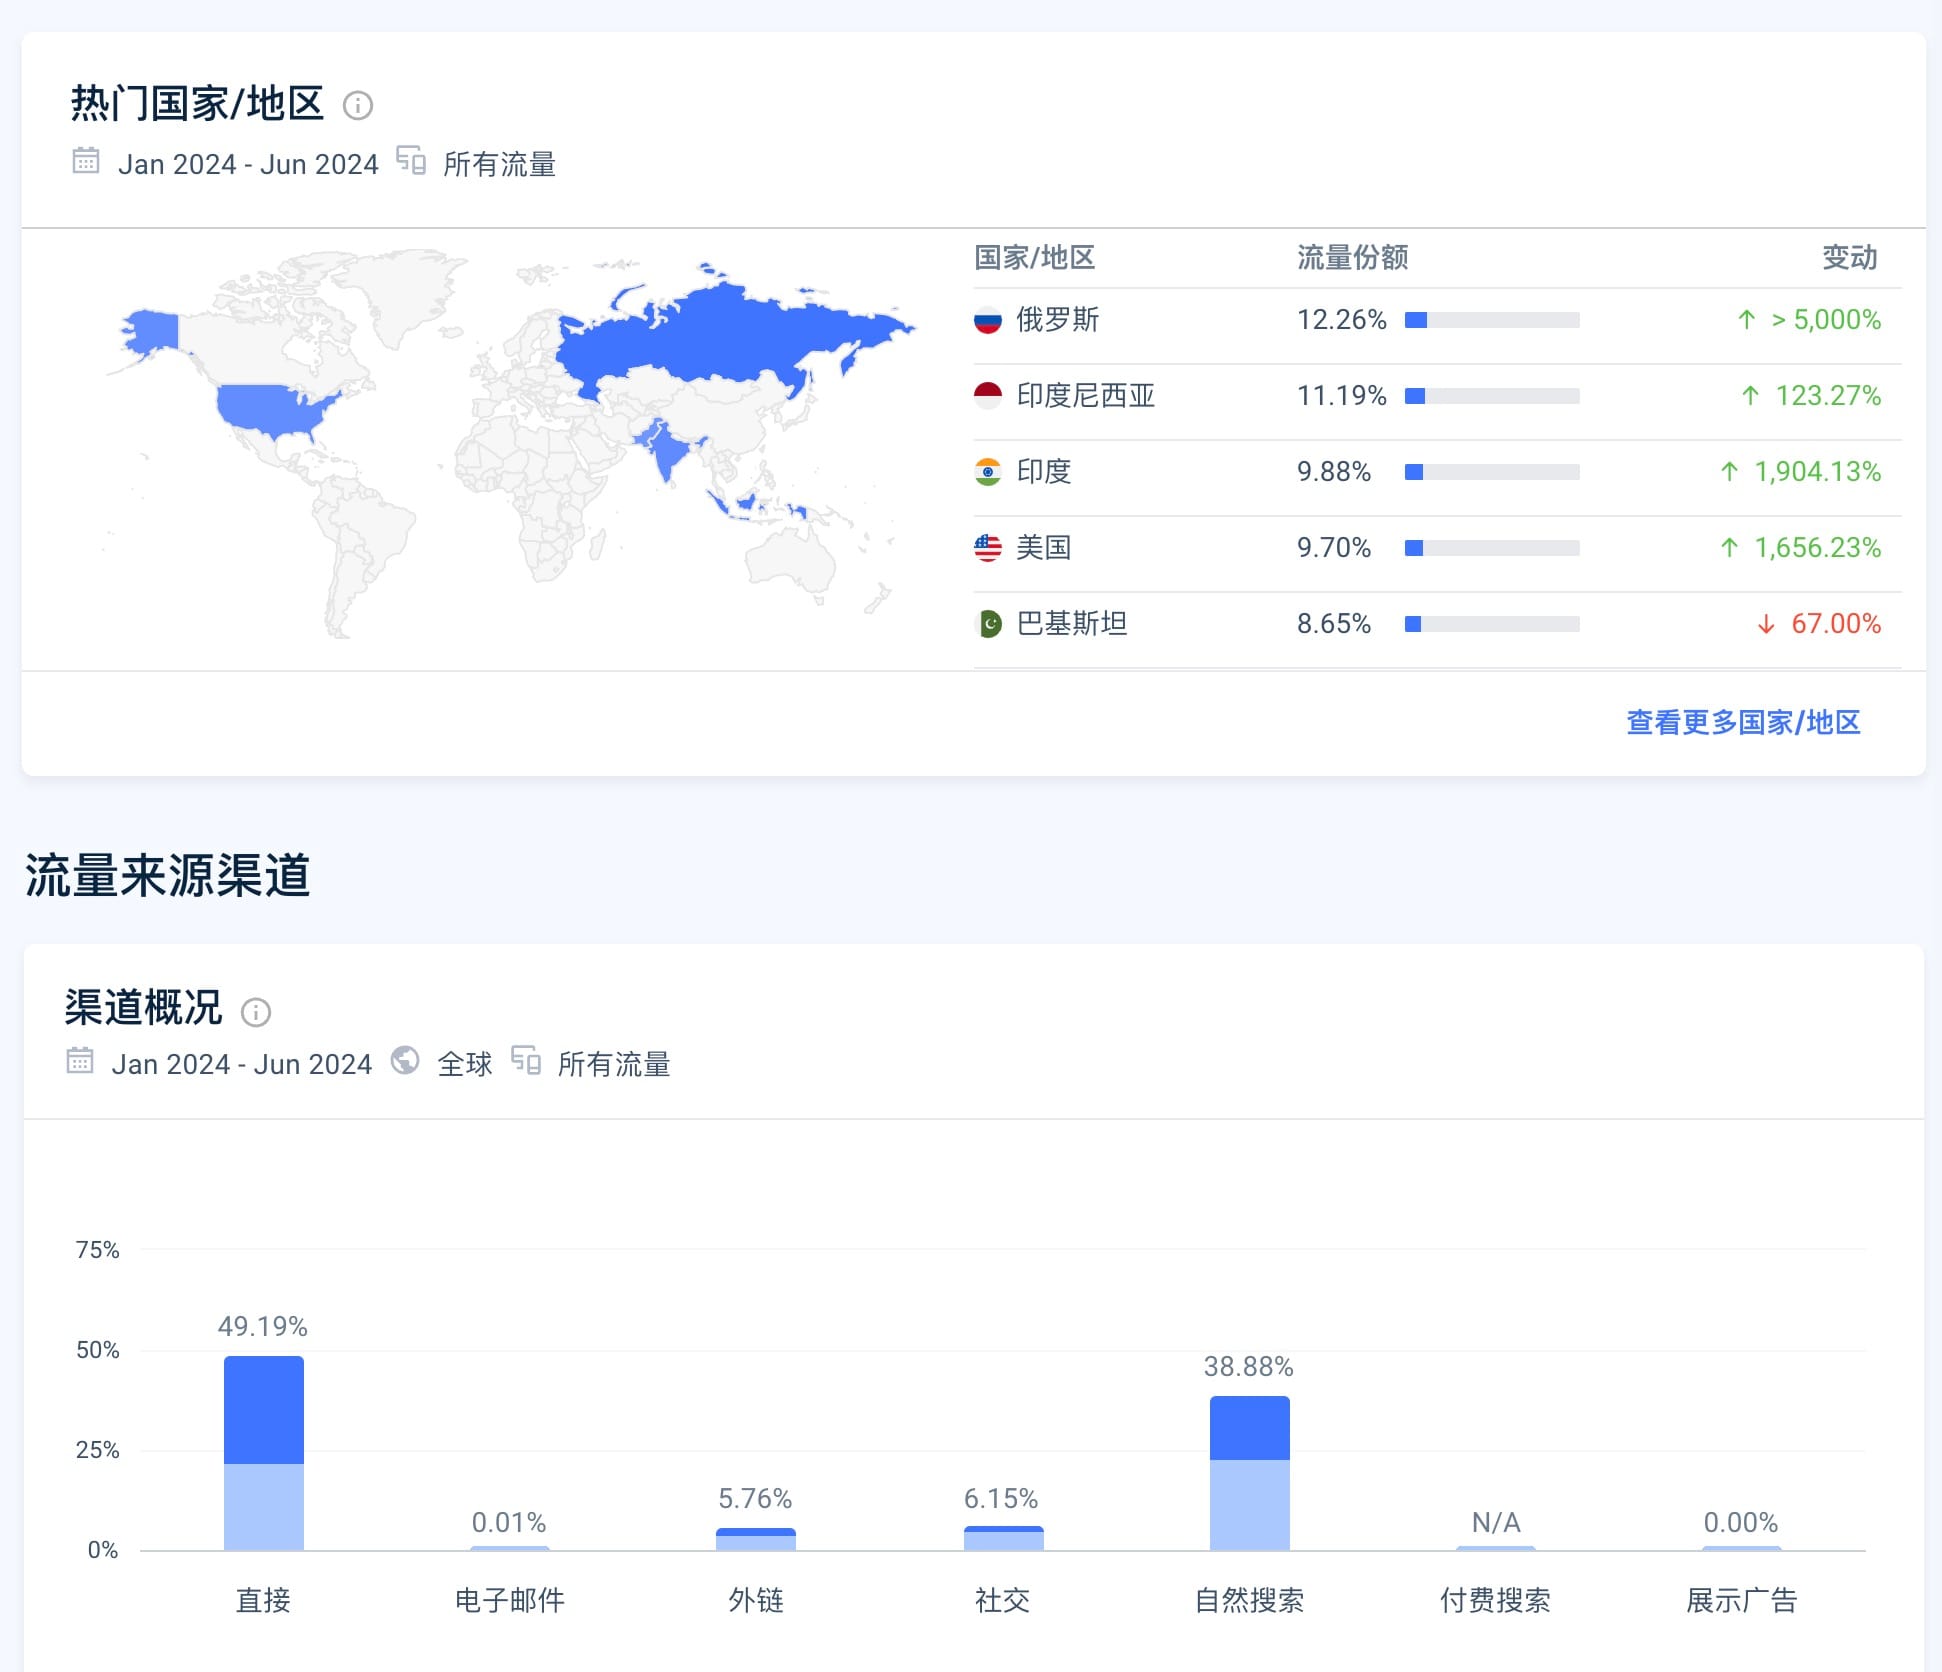 热门国家/地区
Jan 2024 - Jun 2024 所有流量
国家/地区 流量份额 变动
俄罗斯 12.26% ↑ > 5,000%
印度尼西亚 11.19% ↑ 123.27%
印度 9.88% ↑ 1,904.13%
美国 9.70% ↑ 1,656.23%
巴基斯坦 8.65% ↓ 67.00%
查看更多国家/地区
流量来源渠道
渠道概况
Jan 2024 - Jun 2024 全球 所有流量
75%
49.19%
50%
38.88%
25%
5.76% 6.15%
0.01% N/A 0.00%
0%
直接 电子邮件 外链 社交 自然搜索 付费搜索 展示广告